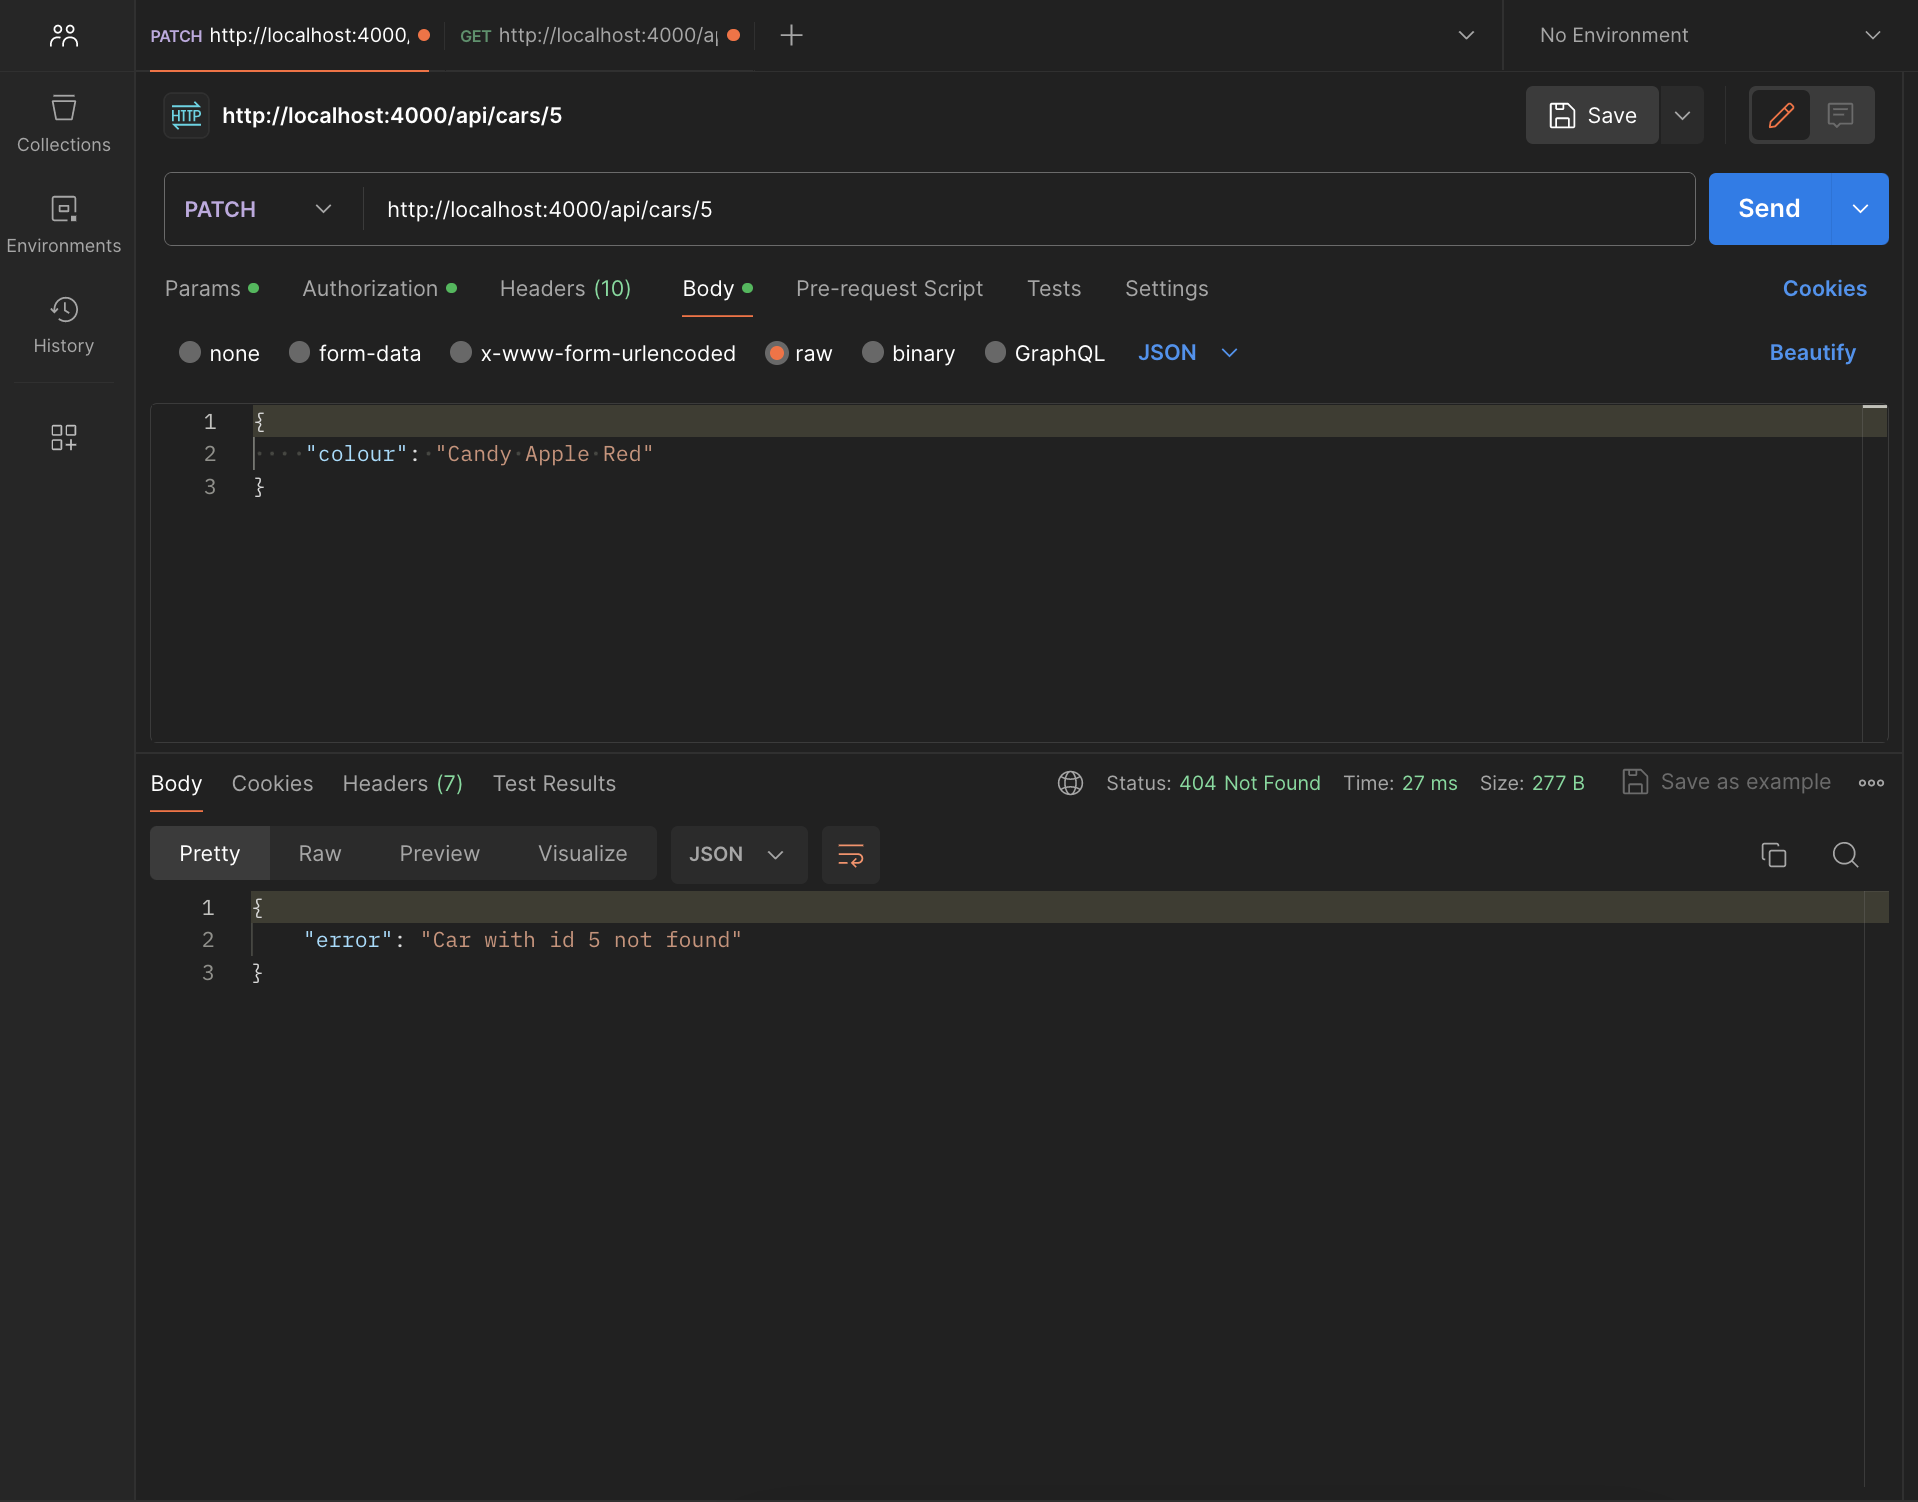 PATCH http://localhost:4000, GET http://localhost:4000/ap
No Environment
HTTP http://localhost:4000/api/cars/5
Save
Collections
Environments
History
PATCH http://localhost:4000/api/cars/5 Send
Params Authorization Headers (10) Body Pre-request Script Tests Settings Cookies
none form-data x-www-form-urlencoded raw binary GraphQL JSON Beautify
1 {
2 "colour": "Candy Apple Red"
3 }
Body Cookies Headers (7) Test Results Status: 404 Not Found Time: 27 ms Size: 277 B Save as example
Pretty Raw Preview Visualize JSON
1 {
2 "error": "Car with id 5 not found"
3 }